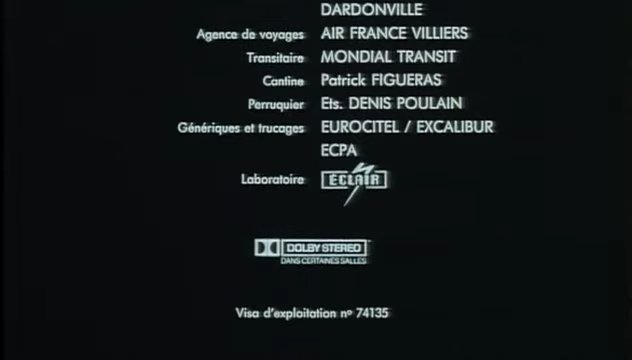 DARDONVILLE
Agence de voyages AIR FRANCE VILLIERS
Transitaire MONDIAL TRANSIT
Cantine Patrick FIGUERAS
Perruquier Ets. DENIS POULAIN
Génériques et trucages EUROCITEL / EXCALIBUR
ECPA
Laboratoire ÉCLAIR
DOLBY STEREO
DANS CERTAINES SALLES
Visa d'exploitation nº 74135